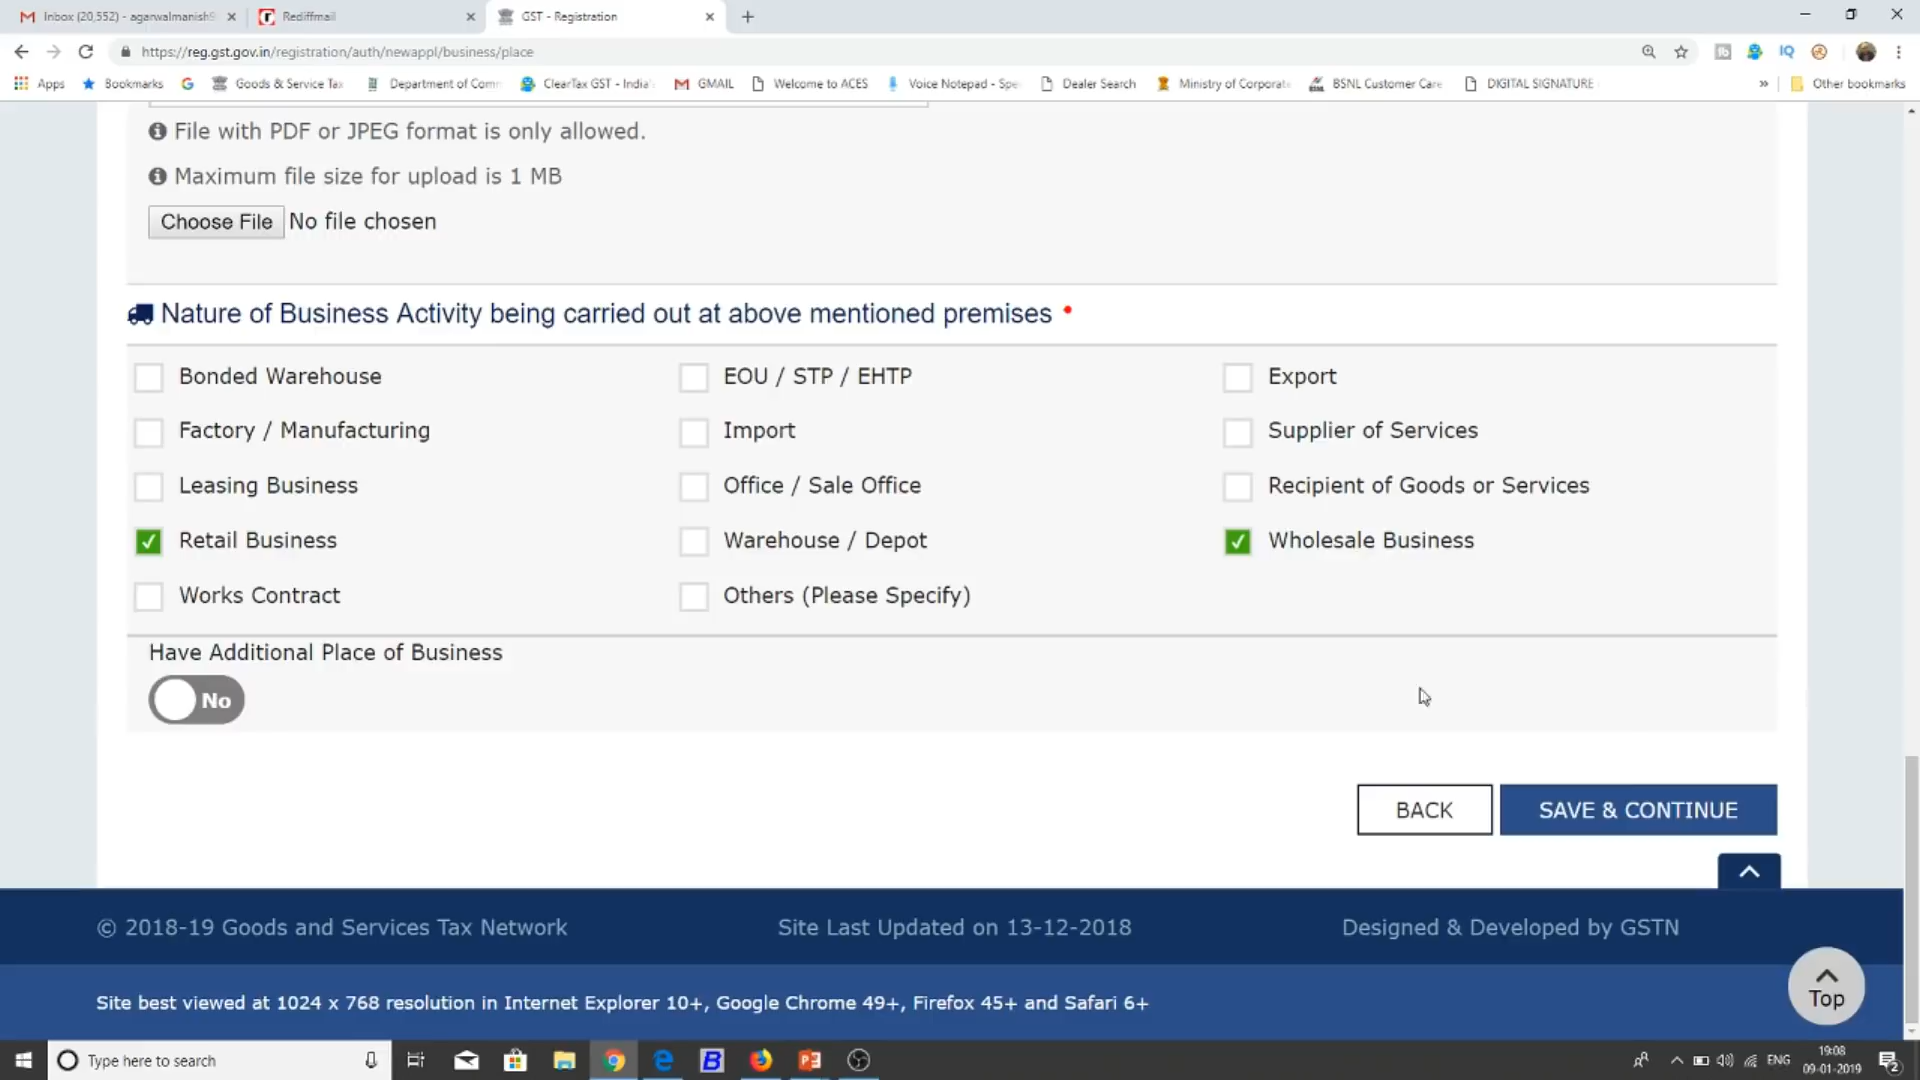 Inbox (20,552) - agarwalmanish9
Rediffmail
GST - Registration
https://reg.gst.gov.in/registration/auth/newappl/business/place
Apps
Bookmarks
Goods & Service Tax
Department of Comm
ClearTax GST - India'
GMAIL
Welcome to ACES
Voice Notepad - Spe
Dealer Search
Ministry of Corporat
BSNL Customer Care
DIGITAL SIGNATURE
»
Other bookmarks
File with PDF or JPEG format is only allowed.
Maximum file size for upload is 1 MB
Choose File No file chosen
Nature of Business Activity being carried out at above mentioned premises •
Bonded Warehouse
EOU / STP / EHTP
Export
Factory / Manufacturing
Import
Supplier of Services
Leasing Business
Office / Sale Office
Recipient of Goods or Services
Retail Business
Warehouse / Depot
Wholesale Business
Works Contract
Others (Please Specify)
Have Additional Place of Business
No
BACK
SAVE & CONTINUE
© 2018-19 Goods and Services Tax Network
Site Last Updated on 13-12-2018
Designed & Developed by GSTN
Top
Site best viewed at 1024 x 768 resolution in Internet Explorer 10+, Google Chrome 49+, Firefox 45+ and Safari 6+
Type here to search
ENG
19:08
09-01-2019
2